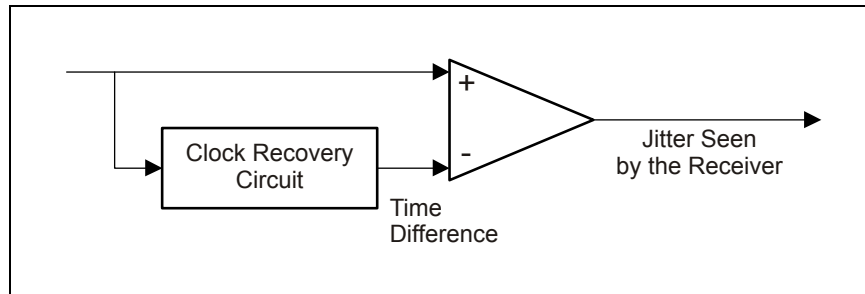 +
Clock Recovery
Circuit
-
Jitter Seen
by the Receiver
Time
Difference